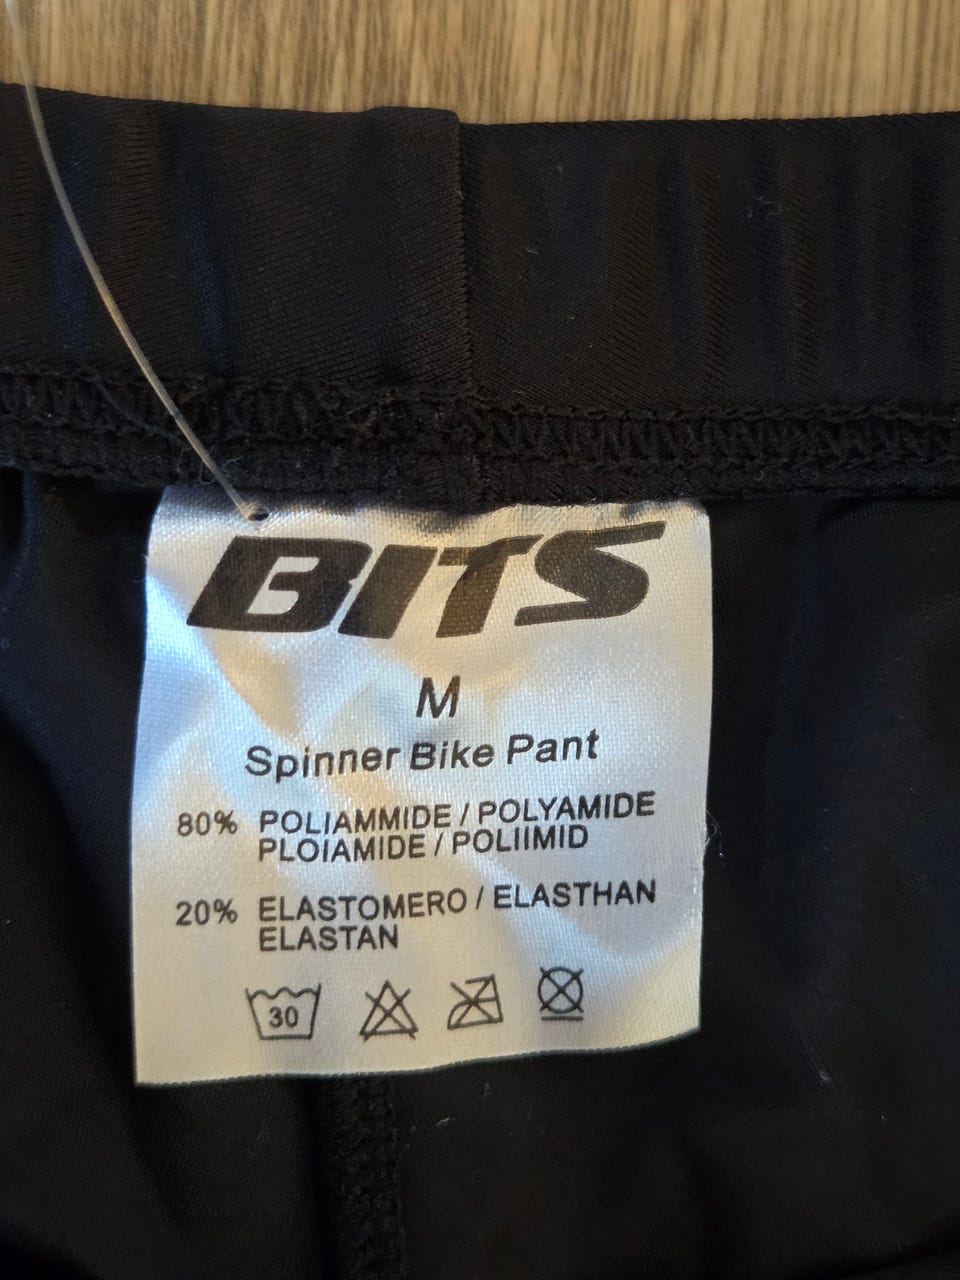 BITS
M
Spinner Bike Pant
80% POLIAMMIDE / POLYAMIDE
PLOIAMIDE / POLIIMID
20% ELASTOMERO / ELASTHAN
ELASTAN
30